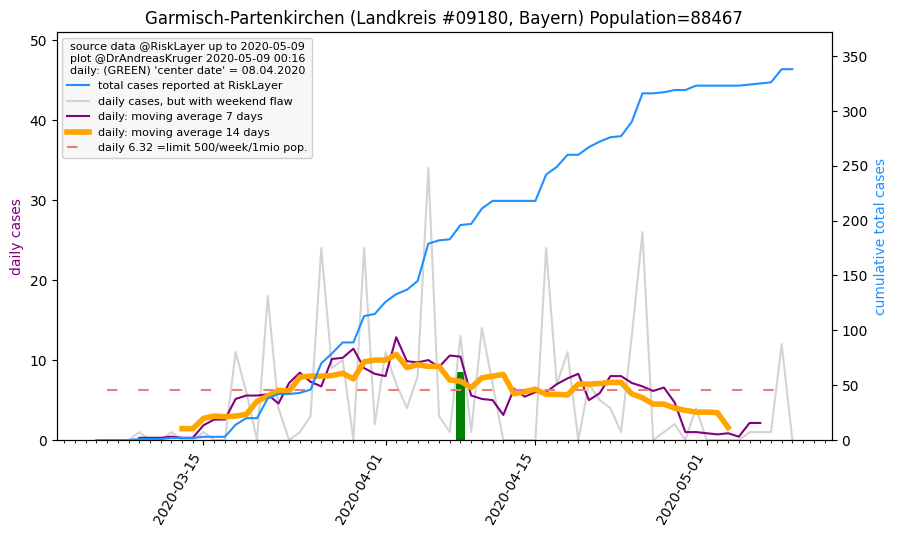 Garmisch-Partenkirchen (Landkreis #09180, Bayern) Population=88467
source data @RiskLayer up to 2020-05-09
plot @DrAndreasKruger 2020-05-09 00:16
daily: (GREEN) 'center date' = 08.04.2020
total cases reported at RiskLayer
daily cases, but with weekend flaw
daily: moving average 7 days
daily: moving average 14 days
daily 6.32 =limit 500/week/1mio pop.
daily cases
50
40
30
20
10
0
cumulative total cases
350
300
250
200
150
100
50
0
2020-03-15
2020-04-01
2020-04-15
2020-05-01